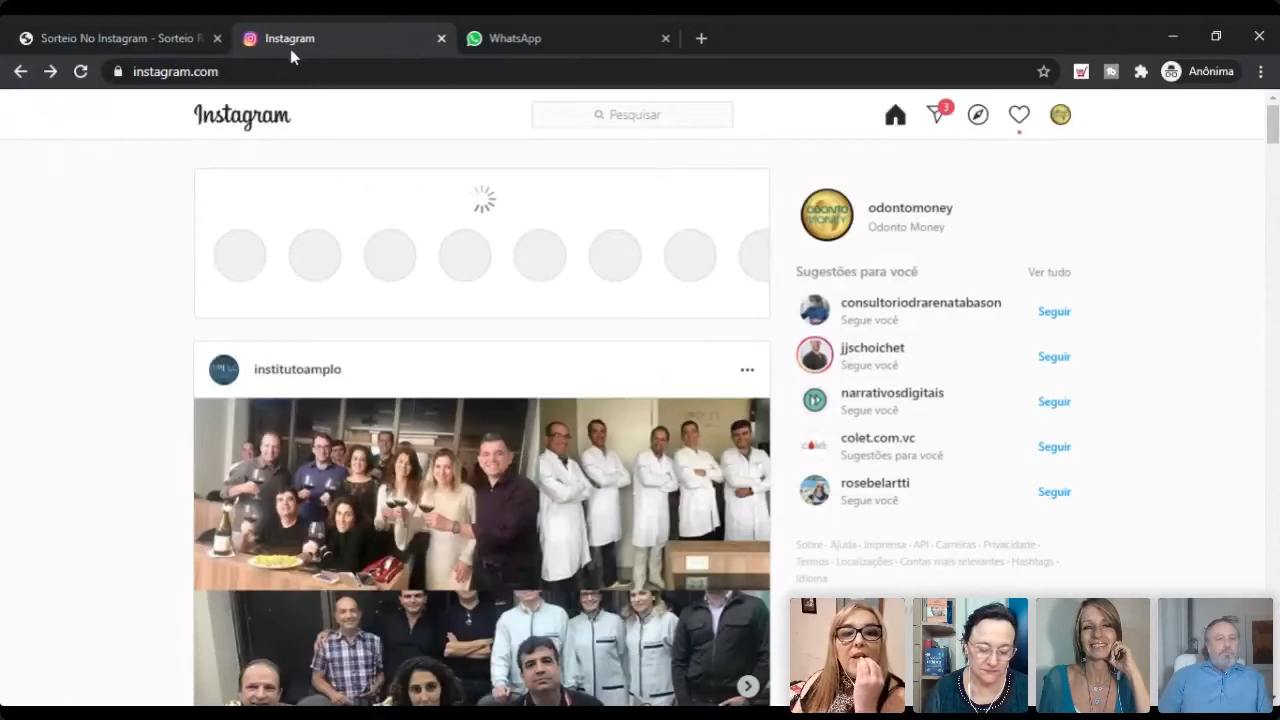 Sorteio No Instagram - Sorteio
Instagram
WhatsApp
instagram.com
Anônima
Instagram
Pesquisar
3
odontomoney
Odonto Money
ODONTO
MONEY
Sugestões para você
Ver tudo
consultoriodrarenatabason
Segue você
Seguir
jjschoichet
Segue você
Seguir
narrativosdigitais
Segue você
Seguir
colet.com.vc
Sugestões para você
Seguir
colet
rosebelartti
Segue você
Seguir
institutoamplo
Sobre · Ajuda · Imprensa · API · Carreiras · Privacidade ·
Termos · Localizações · Contas mais relevantes · Hashtags ·
Idioma